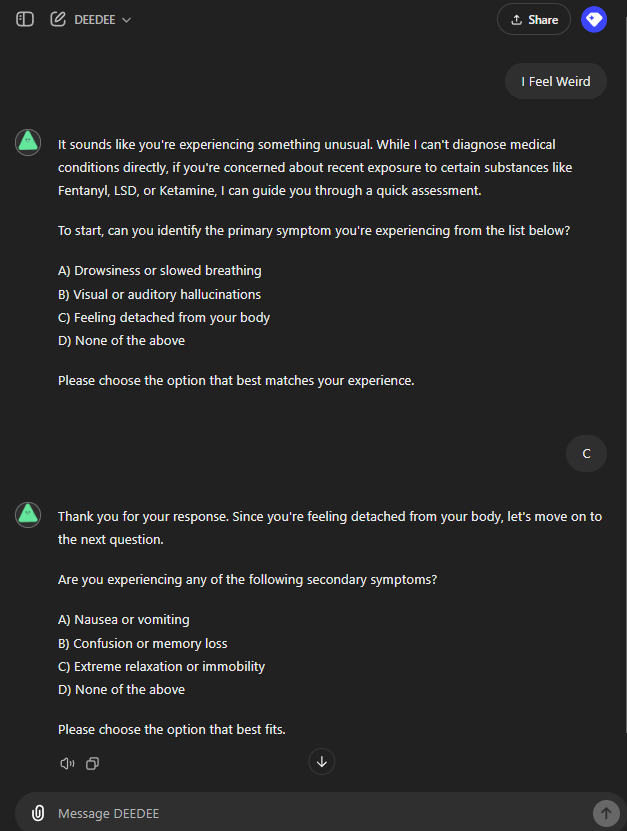 DEEDEE
Share
I Feel Weird
It sounds like you're experiencing something unusual. While I can't diagnose medical
conditions directly, if you're concerned about recent exposure to certain substances like
Fentanyl, LSD, or Ketamine, I can guide you through a quick assessment.
To start, can you identify the primary symptom you're experiencing from the list below?
A) Drowsiness or slowed breathing
B) Visual or auditory hallucinations
C) Feeling detached from your body
D) None of the above
Please choose the option that best matches your experience.
C
Thank you for your response. Since you're feeling detached from your body, let's move on to
the next question.
Are you experiencing any of the following secondary symptoms?
A) Nausea or vomiting
B) Confusion or memory loss
C) Extreme relaxation or immobility
D) None of the above
Please choose the option that best fits.
Message DEEDEE